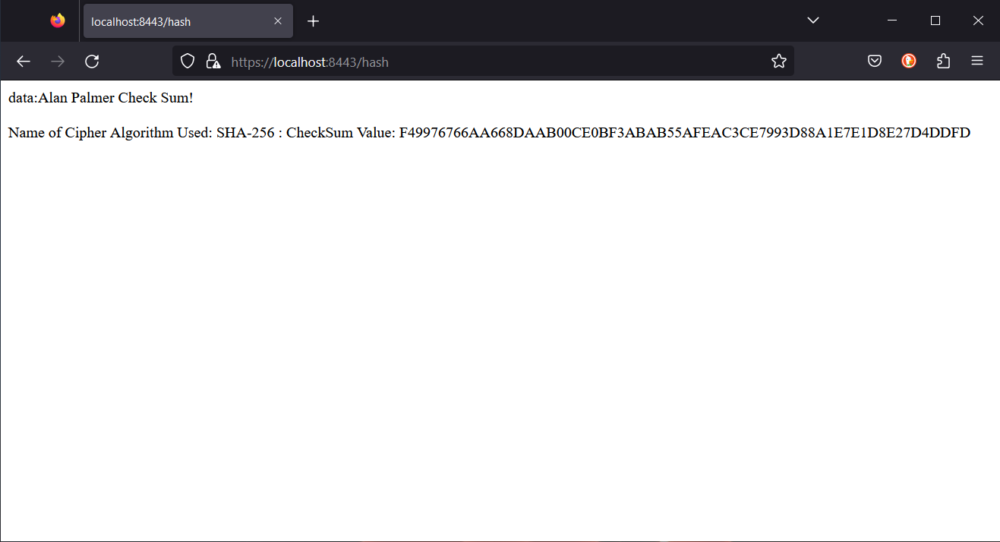 localhost:8443/hash
https://localhost:8443/hash
data:Alan Palmer Check Sum!
Name of Cipher Algorithm Used: SHA-256 : CheckSum Value: F49976766AA668DAAB00CE0BF3ABAB55AFEAC3CE7993D88A1E7E1D8E27D4DDFD